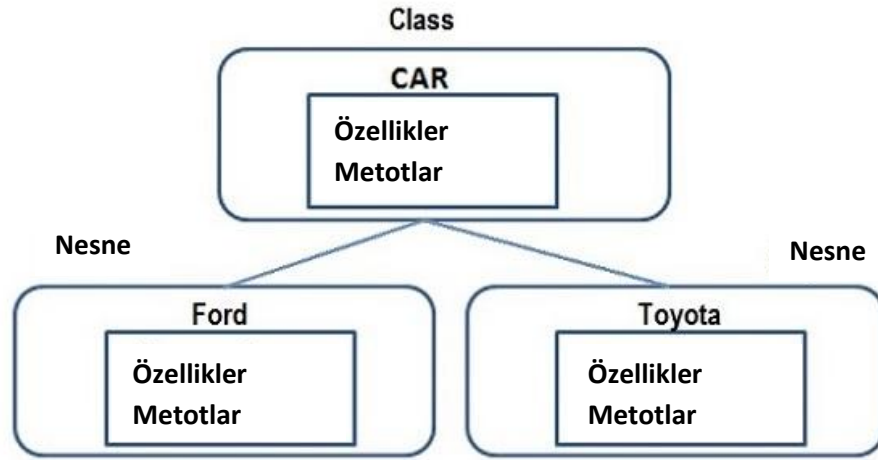 Class
CAR
Özellikler
Metotlar
Nesne
Nesne
Ford
Özellikler
Metotlar
Toyota
Özellikler
Metotlar